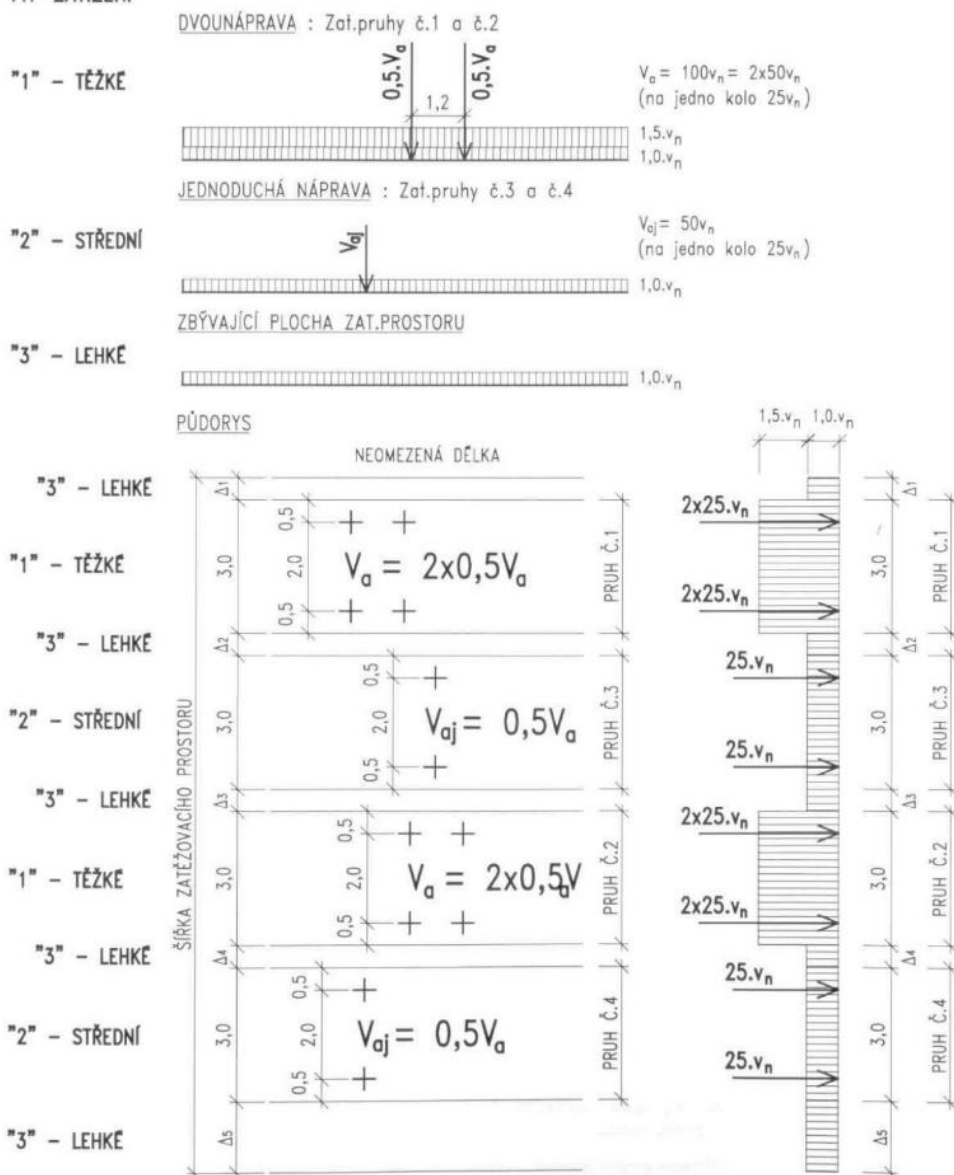 DVOUNÁPRAVA : Zat.pruhy č.1 a č.2
"1" – TĚŽKÉ
0,5.Vₐ
0,5.Vₐ
1,2
Vₐ = 100vₙ = 2x50vₙ
(na jedno kolo 25vₙ)
1,5.vₙ
1,0.vₙ
JEDNODUCHÁ NÁPRAVA : Zat.pruhy č.3 a č.4
"2" – STŘEDNÍ
Vₐⱼ
Vₐⱼ = 50vₙ
(na jedno kolo 25vₙ)
1,0.vₙ
ZBÝVAJÍCÍ PLOCHA ZAT.PROSTORU
"3" – LEHKÉ
1,0.vₙ
PŮDORYS
1,5.vₙ
1,0.vₙ
NEOMEZENÁ DÉLKA
ŠÍŘKA ZATĚŽOVACÍHO PROSTORU
"3" – LEHKÉ
Δ1
Δ1
"1" – TĚŽKÉ
3,0
0,5
2,0
0,5
Vₐ = 2x0,5Vₐ
PRUH Č.1
2x25.vₙ
2x25.vₙ
3,0
PRUH Č.1
"3" – LEHKÉ
Δ2
Δ2
"2" – STŘEDNÍ
3,0
0,5
2,0
0,5
Vₐⱼ = 0,5Vₐ
PRUH Č.3
25.vₙ
25.vₙ
3,0
PRUH Č.3
"3" – LEHKÉ
Δ3
Δ3
"1" – TĚŽKÉ
3,0
0,5
2,0
0,5
Vₐ = 2x0,5Vₐ
PRUH Č.2
2x25.vₙ
2x25.vₙ
3,0
PRUH Č.2
"3" – LEHKÉ
Δ4
Δ4
"2" – STŘEDNÍ
3,0
0,5
2,0
0,5
Vₐⱼ = 0,5Vₐ
PRUH Č.4
25.vₙ
25.vₙ
3,0
PRUH Č.4
"3" – LEHKÉ
Δ5
Δ5